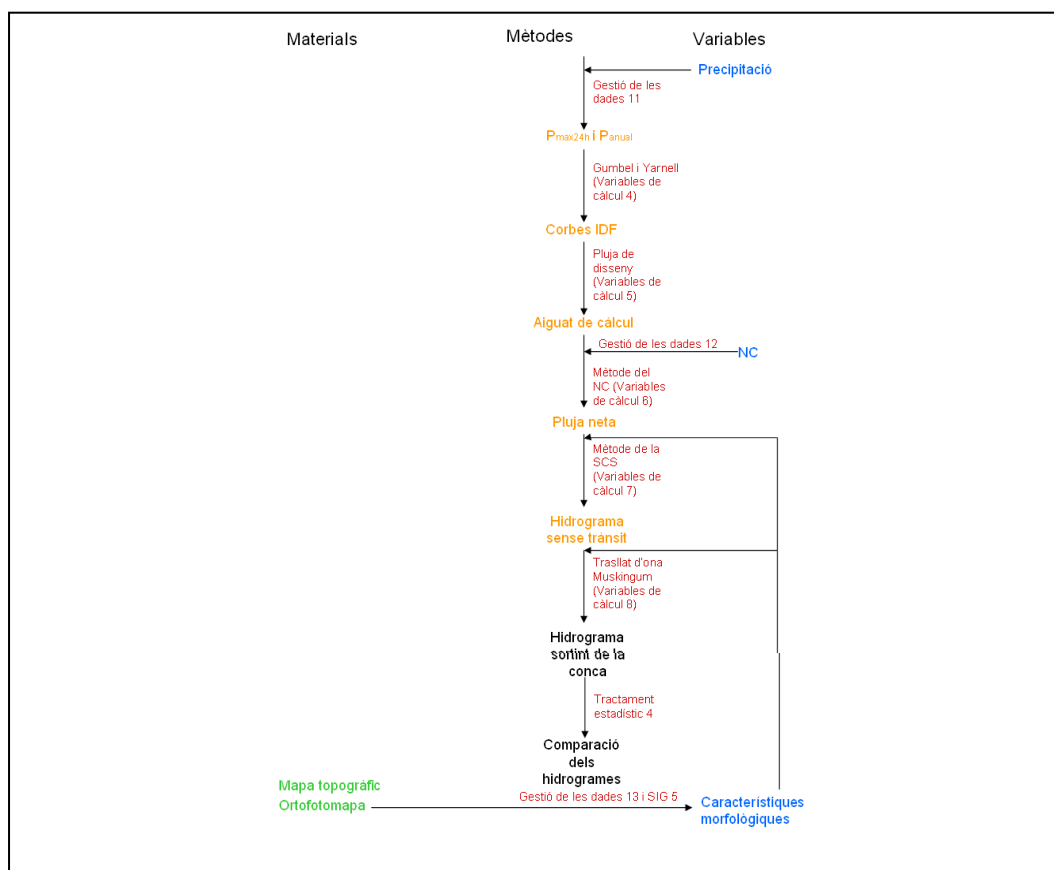 Materials
Mètodes
Variables
Precipitació
Gestió de les
dades 11
Pmax24h i Panual
Gumbel i Yarnell
(Variables de
càlcul 4)
Corbes IDF
Pluja de
disseny
(Variables de
càlcul 5)
Aiguat de càlcul
Gestió de les dades 12
NC
Mètode del
NC (Variables
de càlcul 6)
Pluja neta
Mètode de la
SCS
(Variables de
càlcul 7)
Hidrograma
sense trànsit
Trasllat d'ona
Muskingum
(Variables de
càlcul 8)
Hidrograma
sortint de la
conca
Tractament
estadístic 4
Comparació
dels
hidrogrames
Mapa topogràfic
Ortofotomapa
Gestió de les dades 13 i SIG 5
Característiques
morfològiques